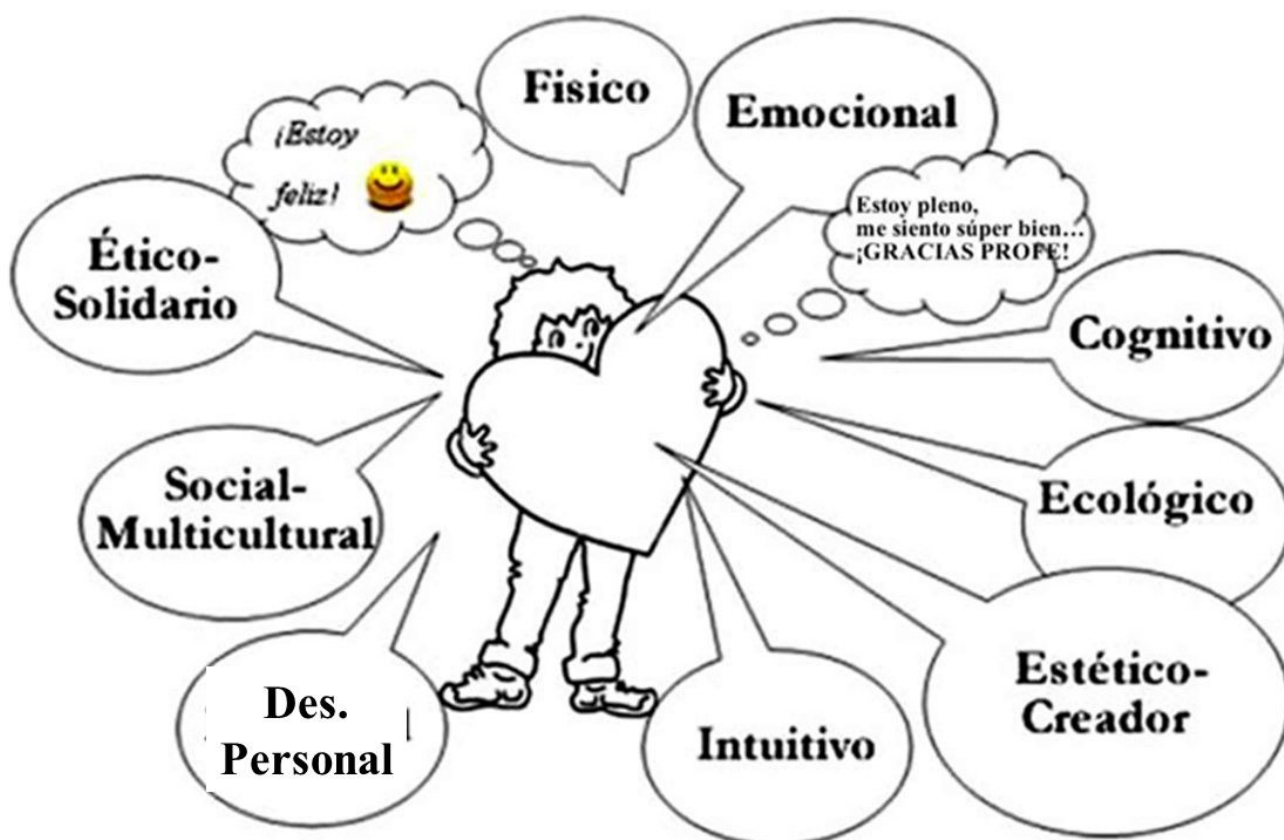 Fisico
Emocional
¡Estoy
feliz!
Estoy pleno,
me siento súper bien...
¡GRACIAS PROFE!
Ético-
Solidario
Cognitivo
Social-
Multicultural
Ecológico
Des.
Personal
Intuitivo
Estético-
Creador